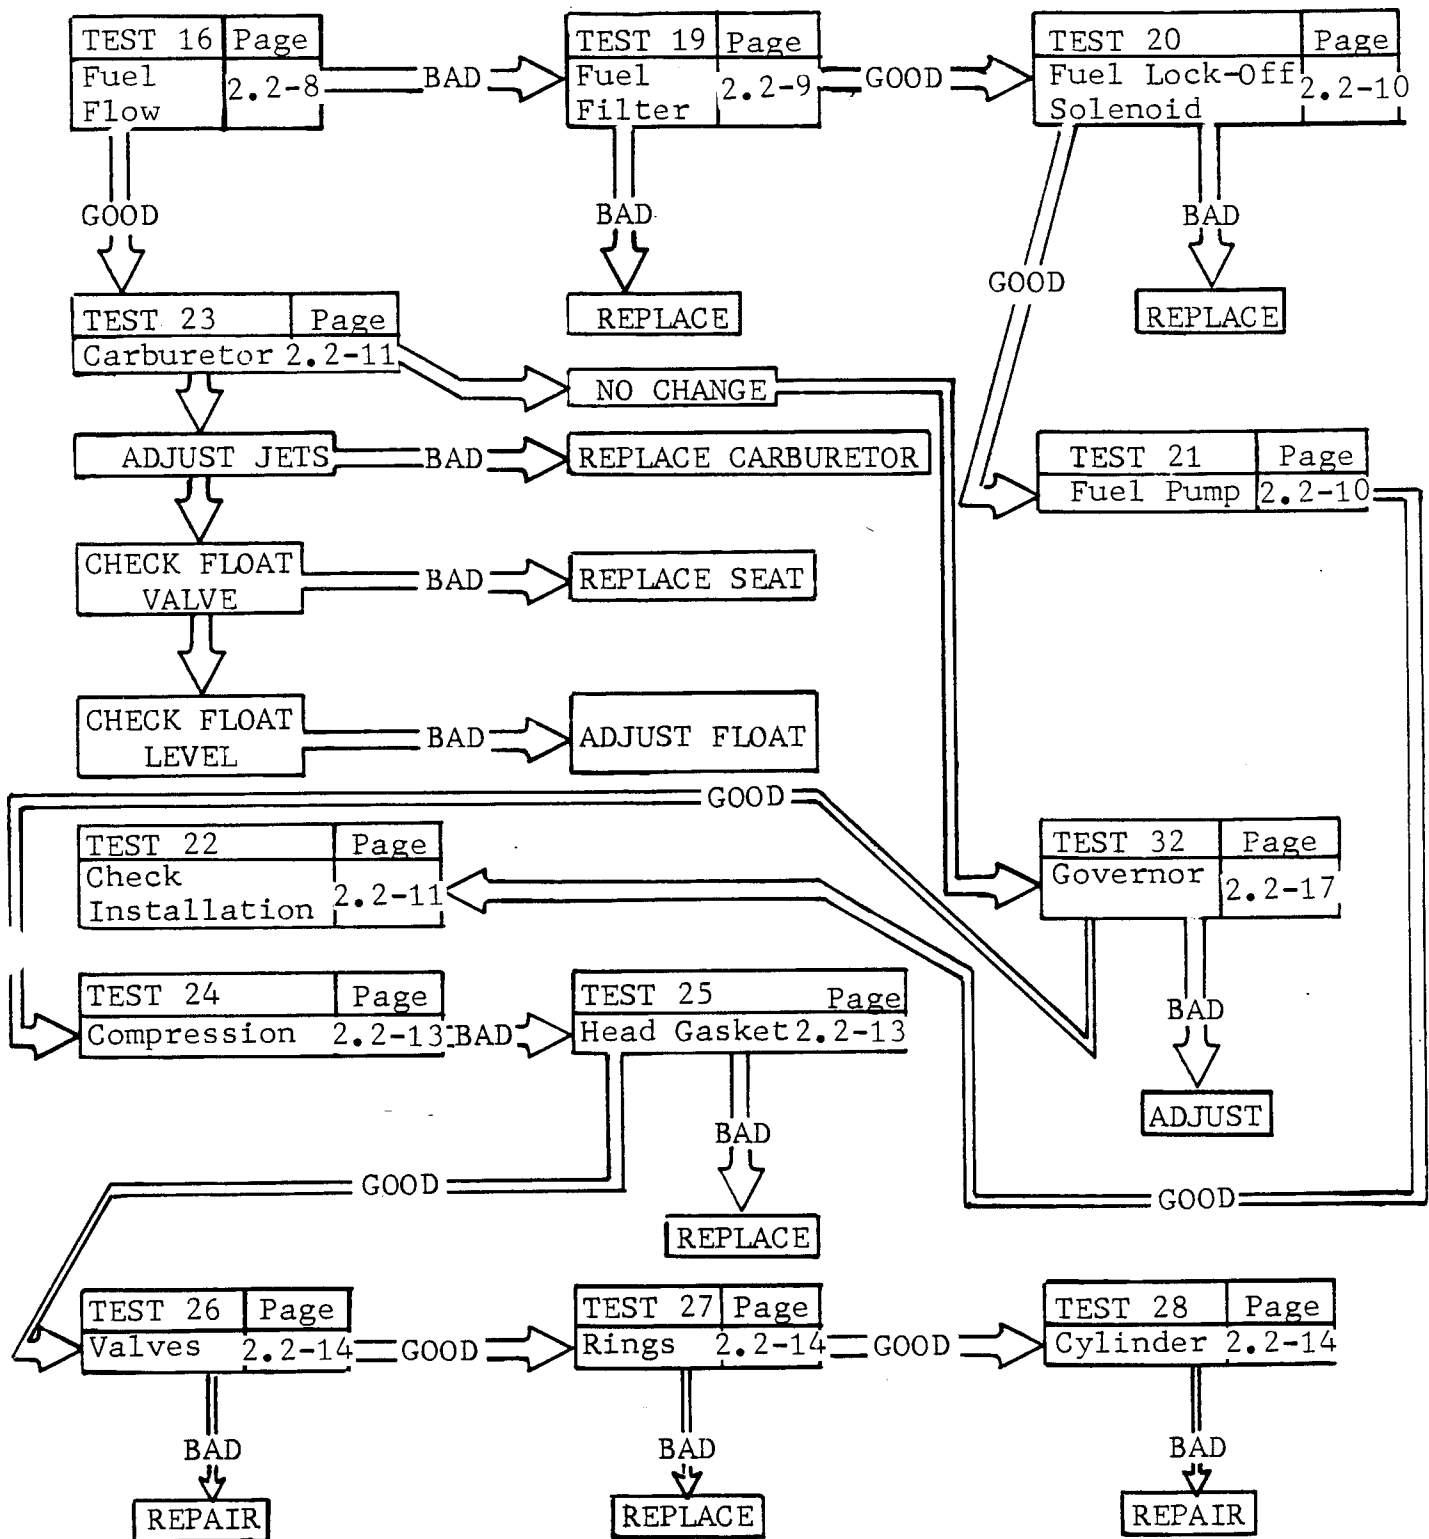 TEST 16 Page
Fuel
Flow
2.2-8
BAD
TEST 19 Page
Fuel
Filter
2.2-9
GOOD
TEST 20 Page
Fuel Lock-Off
Solenoid
2.2-10
GOOD
BAD
BAD
GOOD
REPLACE
REPLACE
TEST 23 Page
Carburetor 2.2-11
NO CHANGE
ADJUST JETS
BAD
REPLACE CARBURETOR
TEST 21 Page
Fuel Pump 2.2-10
CHECK FLOAT
VALVE
BAD
REPLACE SEAT
CHECK FLOAT
LEVEL
BAD
ADJUST FLOAT
GOOD
TEST 22 Page
Check
Installation
2.2-11
TEST 32 Page
Governor
2.2-17
TEST 24 Page
Compression 2.2-13
BAD
TEST 25 Page
Head Gasket 2.2-13
BAD
ADJUST
BAD
GOOD
GOOD
REPLACE
TEST 26 Page
Valves 2.2-14
GOOD
TEST 27 Page
Rings 2.2-14
GOOD
TEST 28 Page
Cylinder 2.2-14
BAD
BAD
BAD
REPAIR
REPLACE
REPAIR